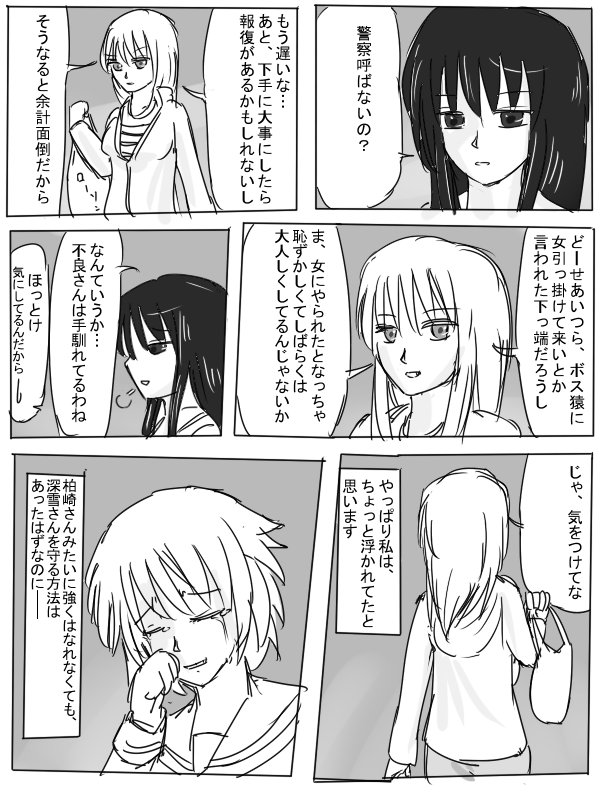 警察呼ばないの？
もう遅いな…
あと、下手に大事にしたら
報復があるかもしれないし
そうなると余計面倒だから
ローソン
どーせあいつら、ボス猿に
女引っ掛けて来いとか
言われた下っ端だろうし
ま、女にやられたとなっちゃ
恥ずかしくてしばらくは
大人しくしてるんじゃないか
なんていうか…
不良さんは手馴れてるわね
ほっとけ
気にしてるんだから―
じゃ、気をつけてな
やっぱり私は、
ちょっと浮かれてたと
思います
柏崎さんみたいに強くはなれなくても、
深雪さんを守る方法は
あったはずなのに――